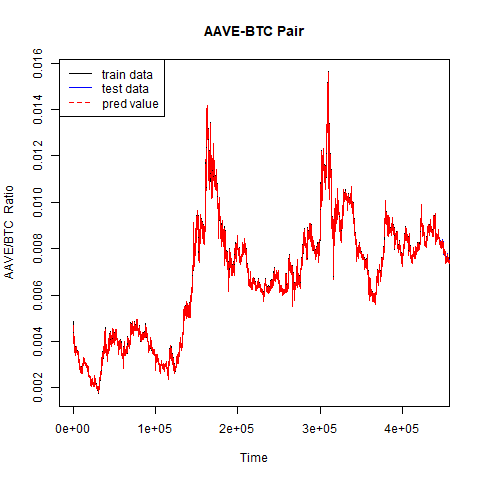 AAVE-BTC Pair
train data
test data
pred value
AAVE/BTC Ratio
0.016
0.014
0.012
0.010
0.008
0.006
0.004
0.002
0e+00
1e+05
2e+05
3e+05
4e+05
Time